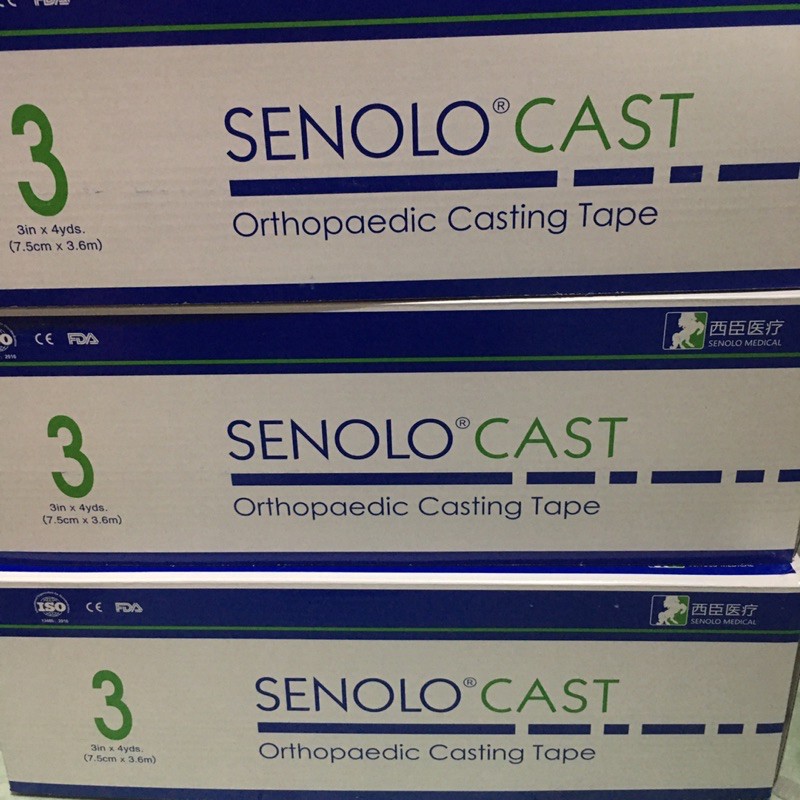 CE FDA
3
SENOLO® CAST
3in x 4yds.
(7.5cm x 3.6m)
Orthopaedic Casting Tape
CE FDA
西臣医疗
SENOLO MEDICAL
3
SENOLO® CAST
3in x 4yds.
(7.5cm x 3.6m)
Orthopaedic Casting Tape
ISO CE FDA
西臣医疗
SENOLO MEDICAL
3
SENOLO® CAST
3in x 4yds.
(7.5cm x 3.6m)
Orthopaedic Casting Tape